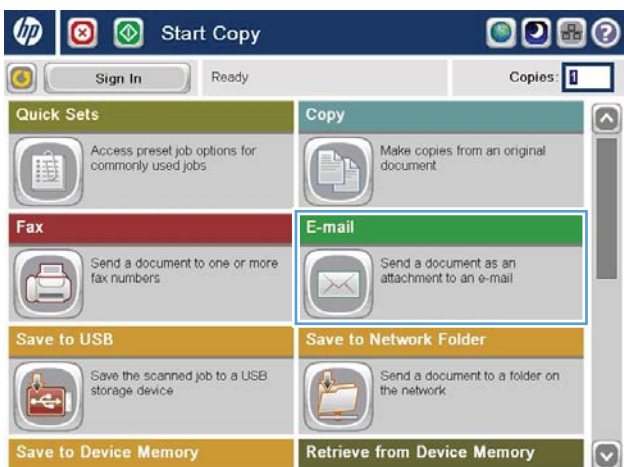 hp
Start Copy
?
Sign In
Ready
Copies: 1
Quick Sets
Access preset job options for
commonly used jobs
Copy
Make copies from an original
document
Fax
Send a document to one or more
fax numbers
E-mail
Send a document as an
attachment to an e-mail
Save to USB
Save the scanned job to a USB
storage device
Save to Network Folder
Send a document to a folder on
the network
Save to Device Memory
Retrieve from Device Memory